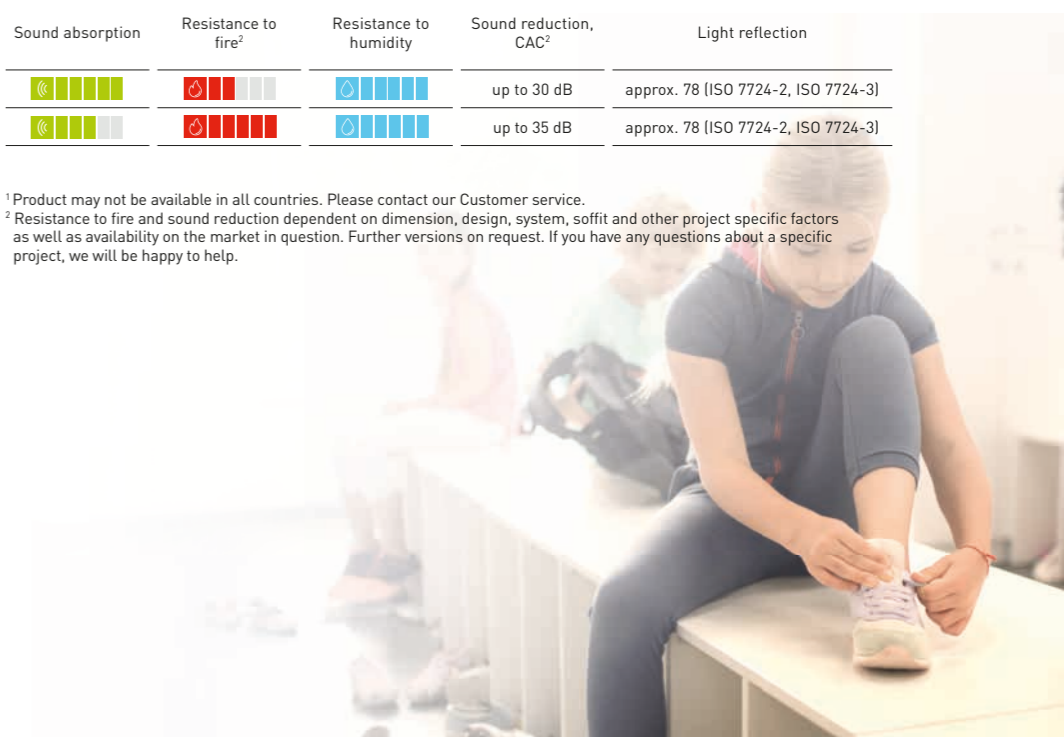 Sound absorption
Resistance to
fire²
Resistance to
humidity
Sound reduction,
CAC²
Light reflection
up to 30 dB
approx. 78 (ISO 7724-2, ISO 7724-3)
up to 35 dB
approx. 78 (ISO 7724-2, ISO 7724-3)
¹ Product may not be available in all countries. Please contact our Customer service.
² Resistance to fire and sound reduction dependent on dimension, design, system, soffit and other project specific factors
as well as availability on the market in question. Further versions on request. If you have any questions about a specific
project, we will be happy to help.